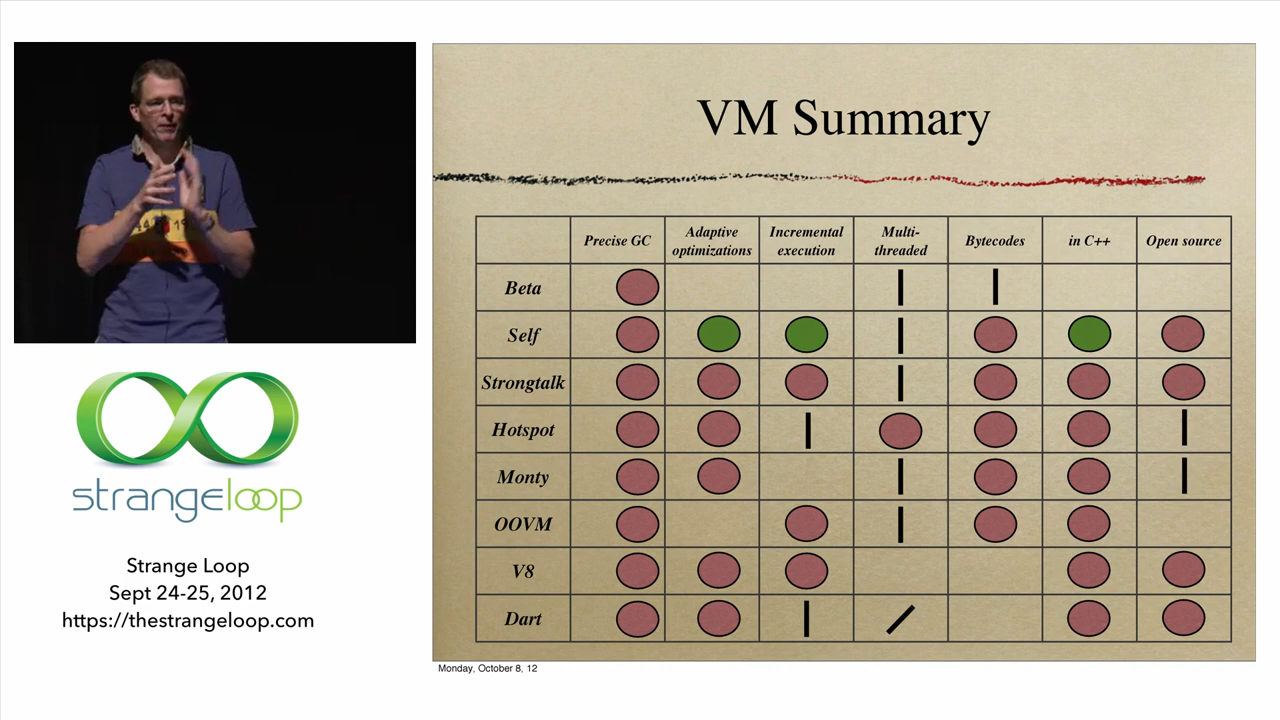 VM Summary
Precise GC
Adaptive
optimizations
Incremental
execution
Multi-
threaded
Bytecodes
in C++
Open source
Beta
Self
Strongtalk
Hotspot
Monty
OOVM
V8
Dart
strangeloop
Strange Loop
Sept 24-25, 2012
https://thestrangeloop.com
Monday, October 8, 12